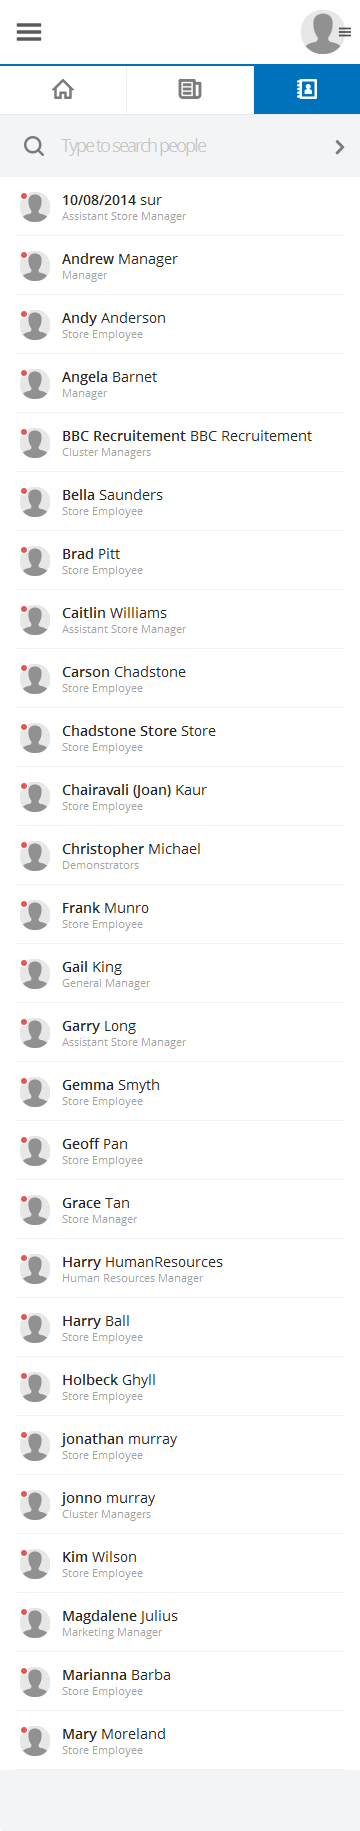 Type to search people
10/08/2014 sur
Assistant Store Manager
Andrew Manager
Manager
Andy Anderson
Store Employee
Angela Barnet
Manager
BBC Recruitement BBC Recruitement
Cluster Managers
Bella Saunders
Store Employee
Brad Pitt
Store Employee
Caitlin Williams
Assistant Store Manager
Carson Chadstone
Store Employee
Chadstone Store Store
Store Employee
Chairavali (Joan) Kaur
Store Employee
Christopher Michael
Demonstrators
Frank Munro
Store Employee
Gail King
General Manager
Garry Long
Assistant Store Manager
Gemma Smyth
Store Employee
Geoff Pan
Store Employee
Grace Tan
Store Manager
Harry HumanResources
Human Resources Manager
Harry Ball
Store Employee
Holbeck Ghyll
Store Employee
jonathan murray
Store Employee
jonno murray
Cluster Managers
Kim Wilson
Store Employee
Magdalene Julius
Marketing Manager
Marianna Barba
Store Employee
Mary Moreland
Store Employee